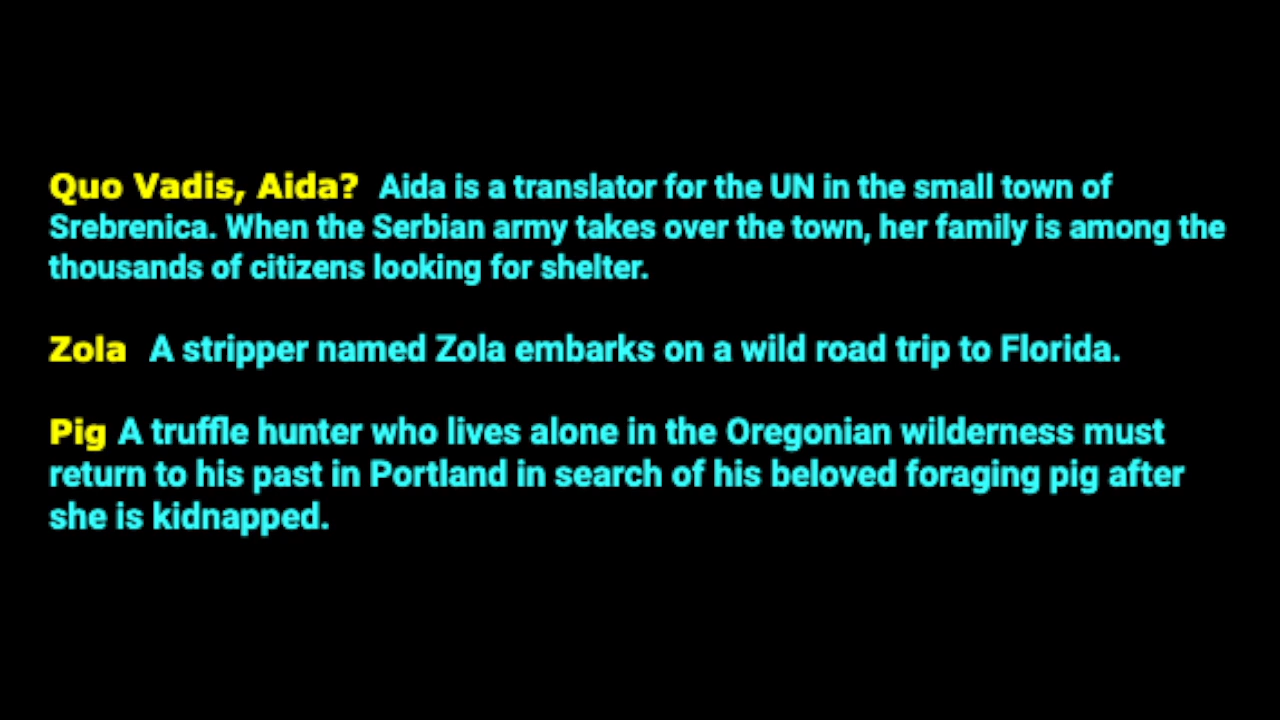 Quo Vadis, Aida? Aida is a translator for the UN in the small town of
Srebrenica. When the Serbian army takes over the town, her family is among the
thousands of citizens looking for shelter.
Zola A stripper named Zola embarks on a wild road trip to Florida.
Pig A truffle hunter who lives alone in the Oregonian wilderness must
return to his past in Portland in search of his beloved foraging pig after
she is kidnapped.